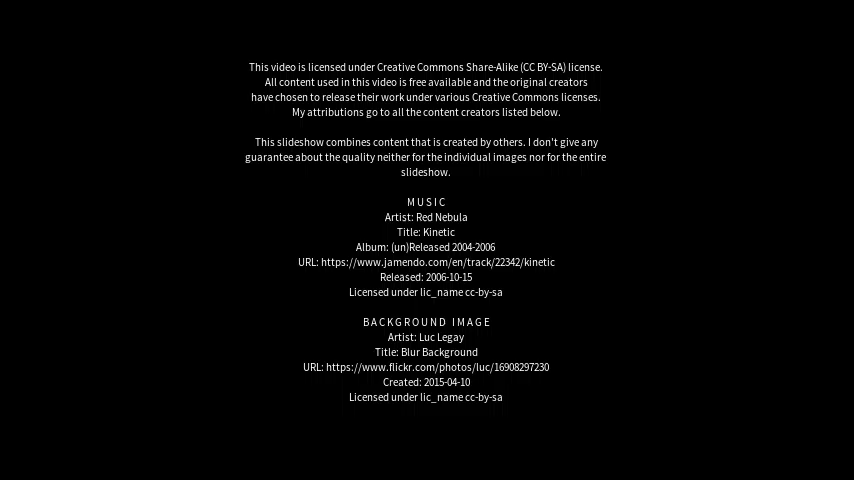 This video is licensed under Creative Commons Share-Alike (CC BY-SA) license.
All content used in this video is free available and the original creators
have chosen to release their work under various Creative Commons licenses.
My attributions go to all the content creators listed below.
This slideshow combines content that is created by others. I don't give any
guarantee about the quality neither for the individual images nor for the entire
slideshow.
M U S I C
Artist: Red Nebula
Title: Kinetic
Album: (un)Released 2004-2006
URL: https://www.jamendo.com/en/track/22342/kinetic
Released: 2006-10-15
Licensed under lic_name cc-by-sa
B A C K G R O U N D   I M A G E
Artist: Luc Legay
Title: Blur Background
URL: https://www.flickr.com/photos/luc/16908297230
Created: 2015-04-10
Licensed under lic_name cc-by-sa